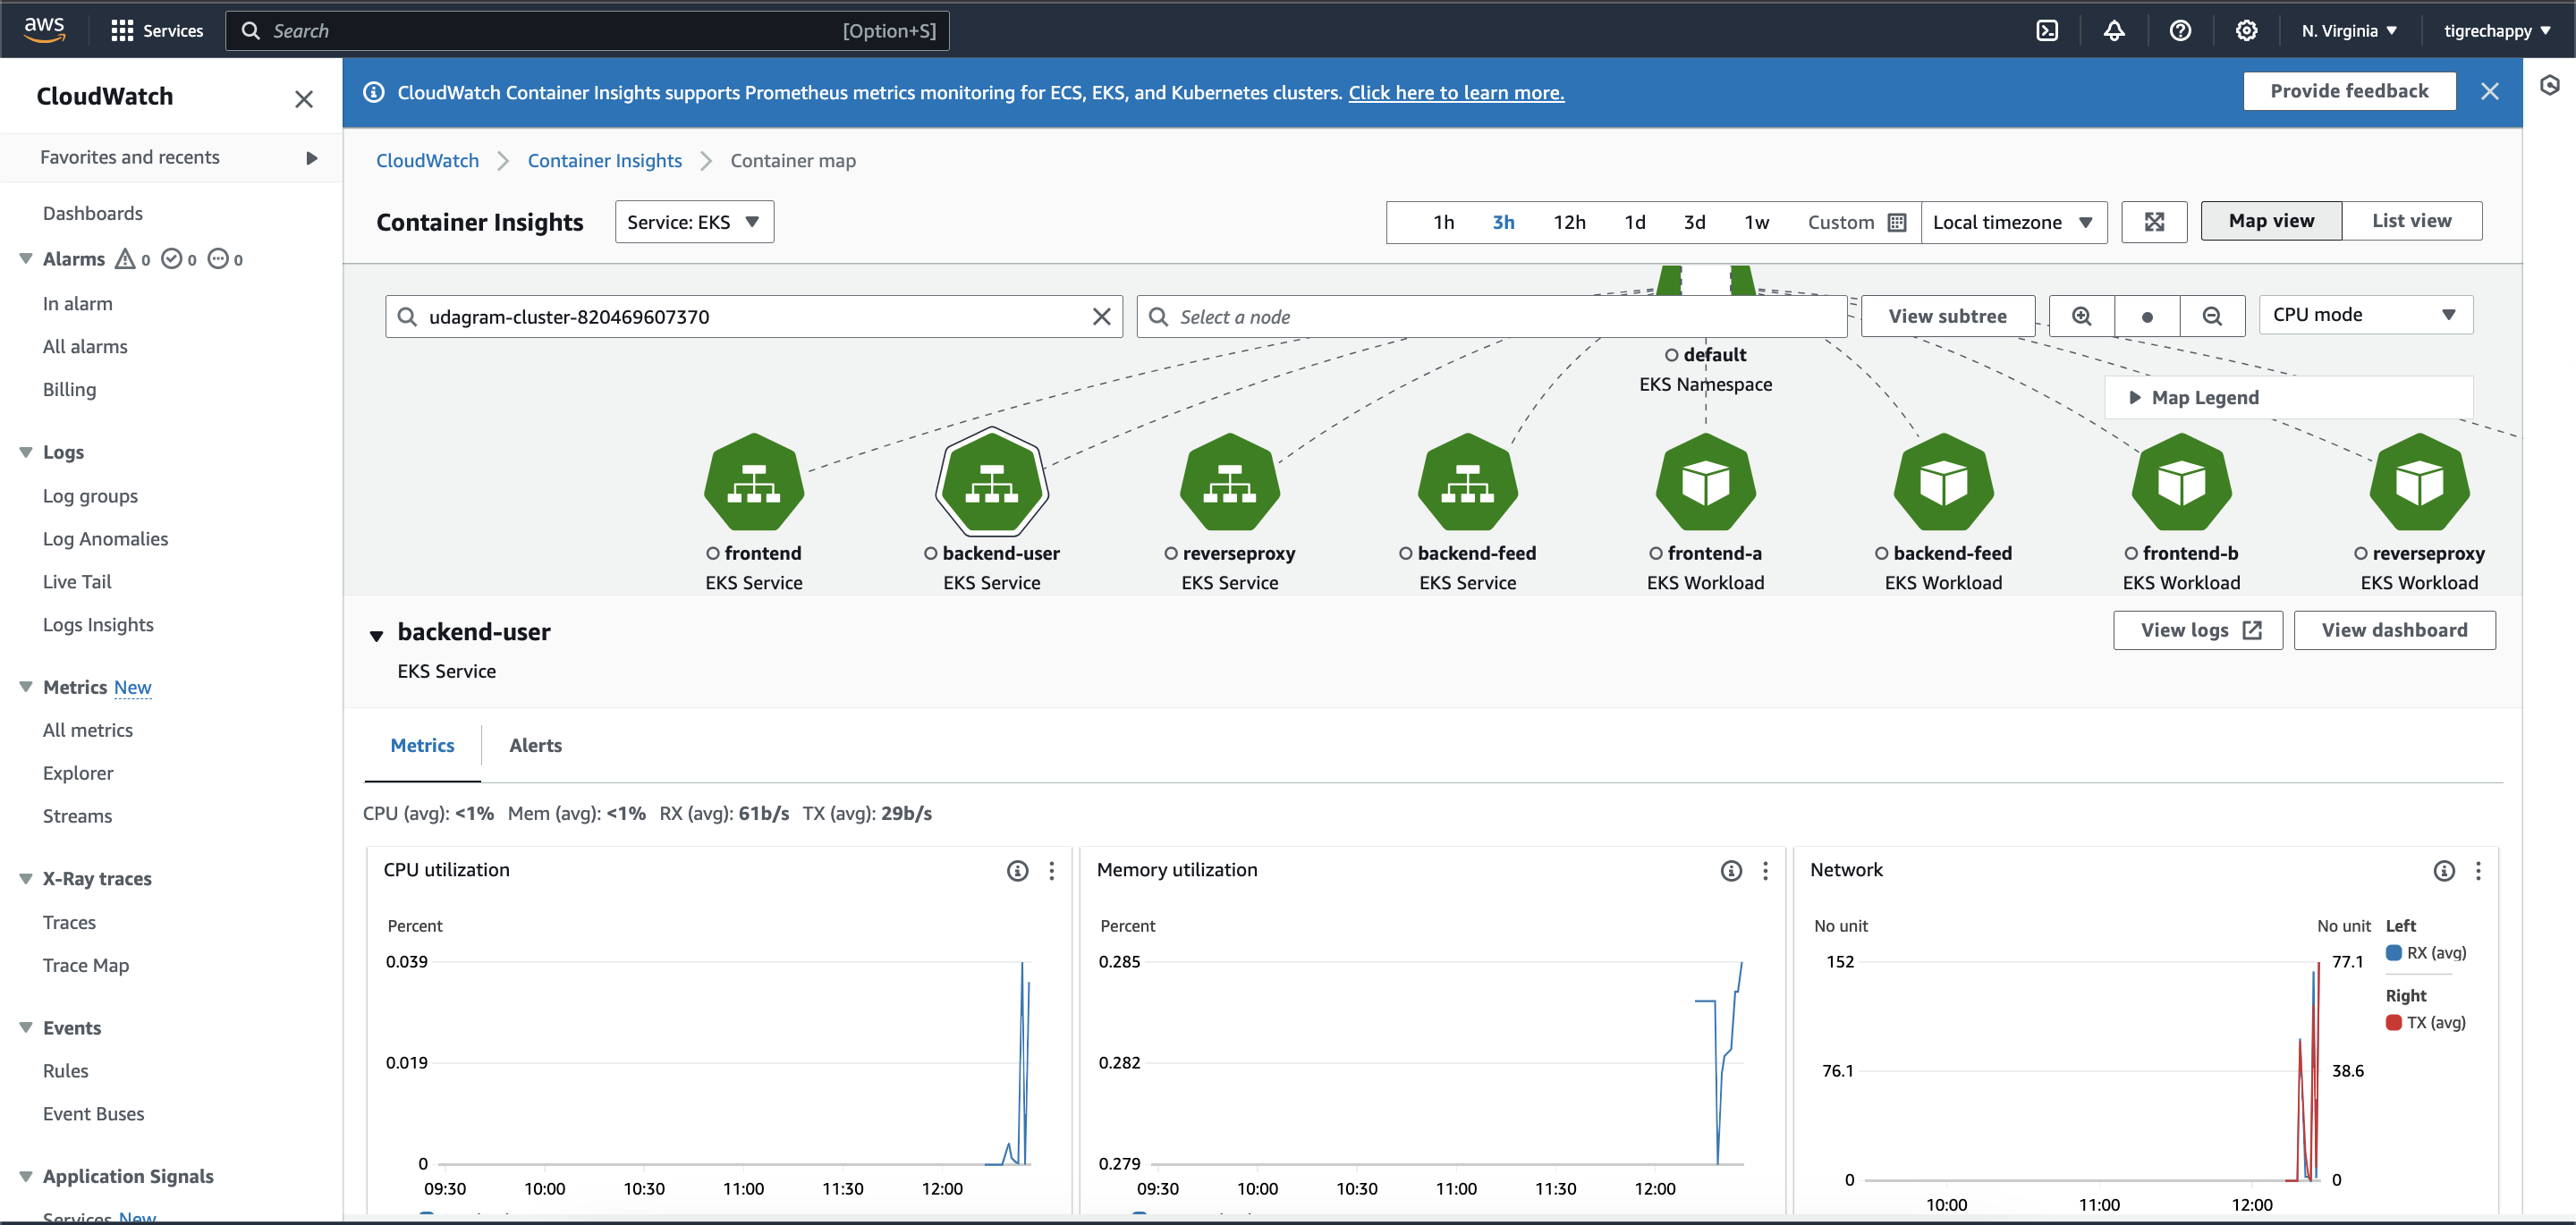 aws
Services
Search
[Option+S]
N. Virginia
tigrechappy
CloudWatch
Favorites and recents
Dashboards
Alarms 0 0 0
In alarm
All alarms
Billing
Logs
Log groups
Log Anomalies
Live Tail
Logs Insights
Metrics New
All metrics
Explorer
Streams
X-Ray traces
Traces
Trace Map
Events
Rules
Event Buses
Application Signals
Services New
CloudWatch Container Insights supports Prometheus metrics monitoring for ECS, EKS, and Kubernetes clusters. Click here to learn more.
Provide feedback
CloudWatch
Container Insights
Container map
Container Insights
Service: EKS
1h 3h 12h 1d 3d 1w Custom
Local timezone
Map view
List view
udagram-cluster-820469607370
Select a node
View subtree
CPU mode
default
EKS Namespace
Map Legend
frontend
EKS Service
backend-user
EKS Service
reverseproxy
EKS Service
backend-feed
EKS Service
frontend-a
EKS Workload
backend-feed
EKS Workload
frontend-b
EKS Workload
reverseproxy
EKS Workload
backend-user
EKS Service
View logs
View dashboard
Metrics
Alerts
CPU (avg): <1% Mem (avg): <1% RX (avg): 61b/s TX (avg): 29b/s
CPU utilization
Percent
0.039
0.019
0
09:30 10:00 10:30 11:00 11:30 12:00
Memory utilization
Percent
0.285
0.282
0.279
09:30 10:00 10:30 11:00 11:30 12:00
Network
No unit
No unit
152
77.1
76.1
38.6
0
0
10:00 11:00 12:00
Left
RX (avg)
Right
TX (avg)